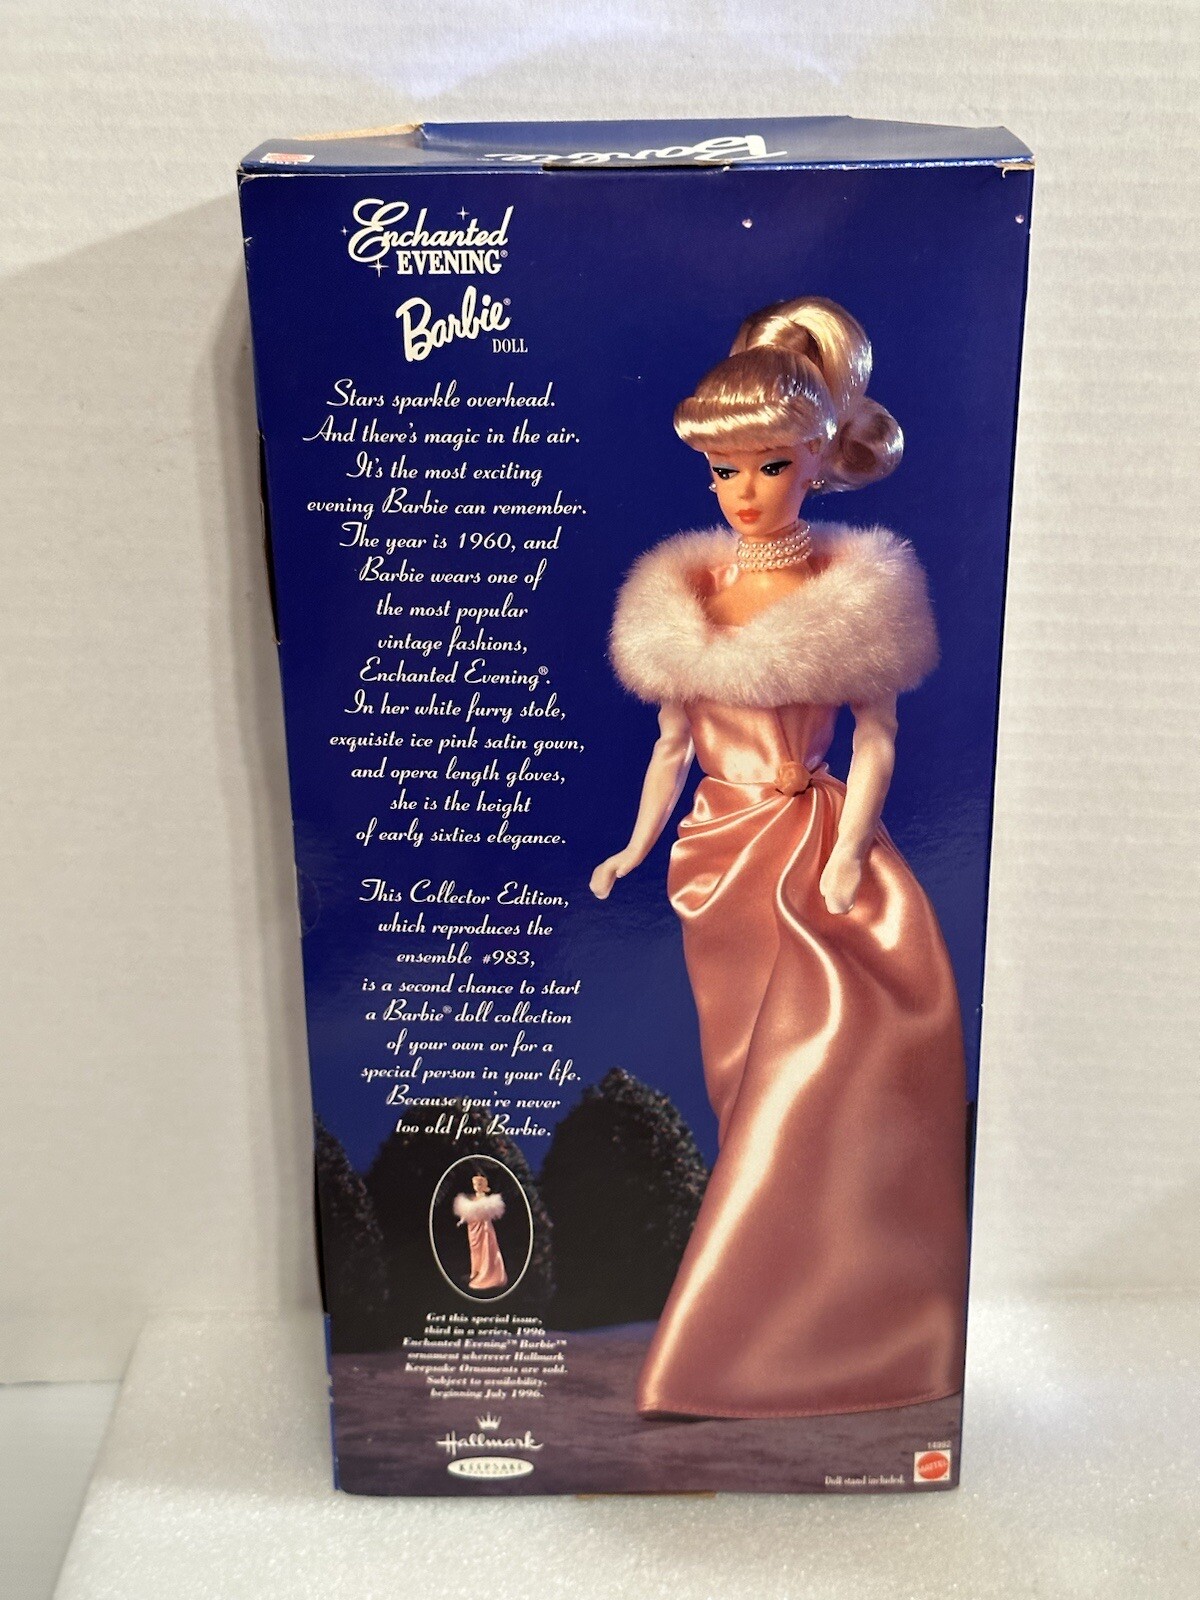 Barbie
Enchanted
EVENING®
Barbie®
DOLL
Stars sparkle overhead.
And there's magic in the air.
It's the most exciting
evening Barbie can remember.
The year is 1960, and
Barbie wears one of
the most popular
vintage fashions,
Enchanted Evening®.
In her white furry stole,
exquisite ice pink satin gown,
and opera length gloves,
she is the height
of early sixties elegance.
This Collector Edition,
which reproduces the
ensemble #983,
is a second chance to start
a Barbie® doll collection
of your own or for a
special person in your life.
Because you're never
too old for Barbie.
Get this special issue,
third in a series, 1996
Enchanted Evening™ Barbie™
ornament wherever Hallmark
Keepsake Ornaments are sold.
Subject to availability,
beginning July 1996.
Hallmark
KEEPSAKE
14992
Doll stand included.
MATTEL